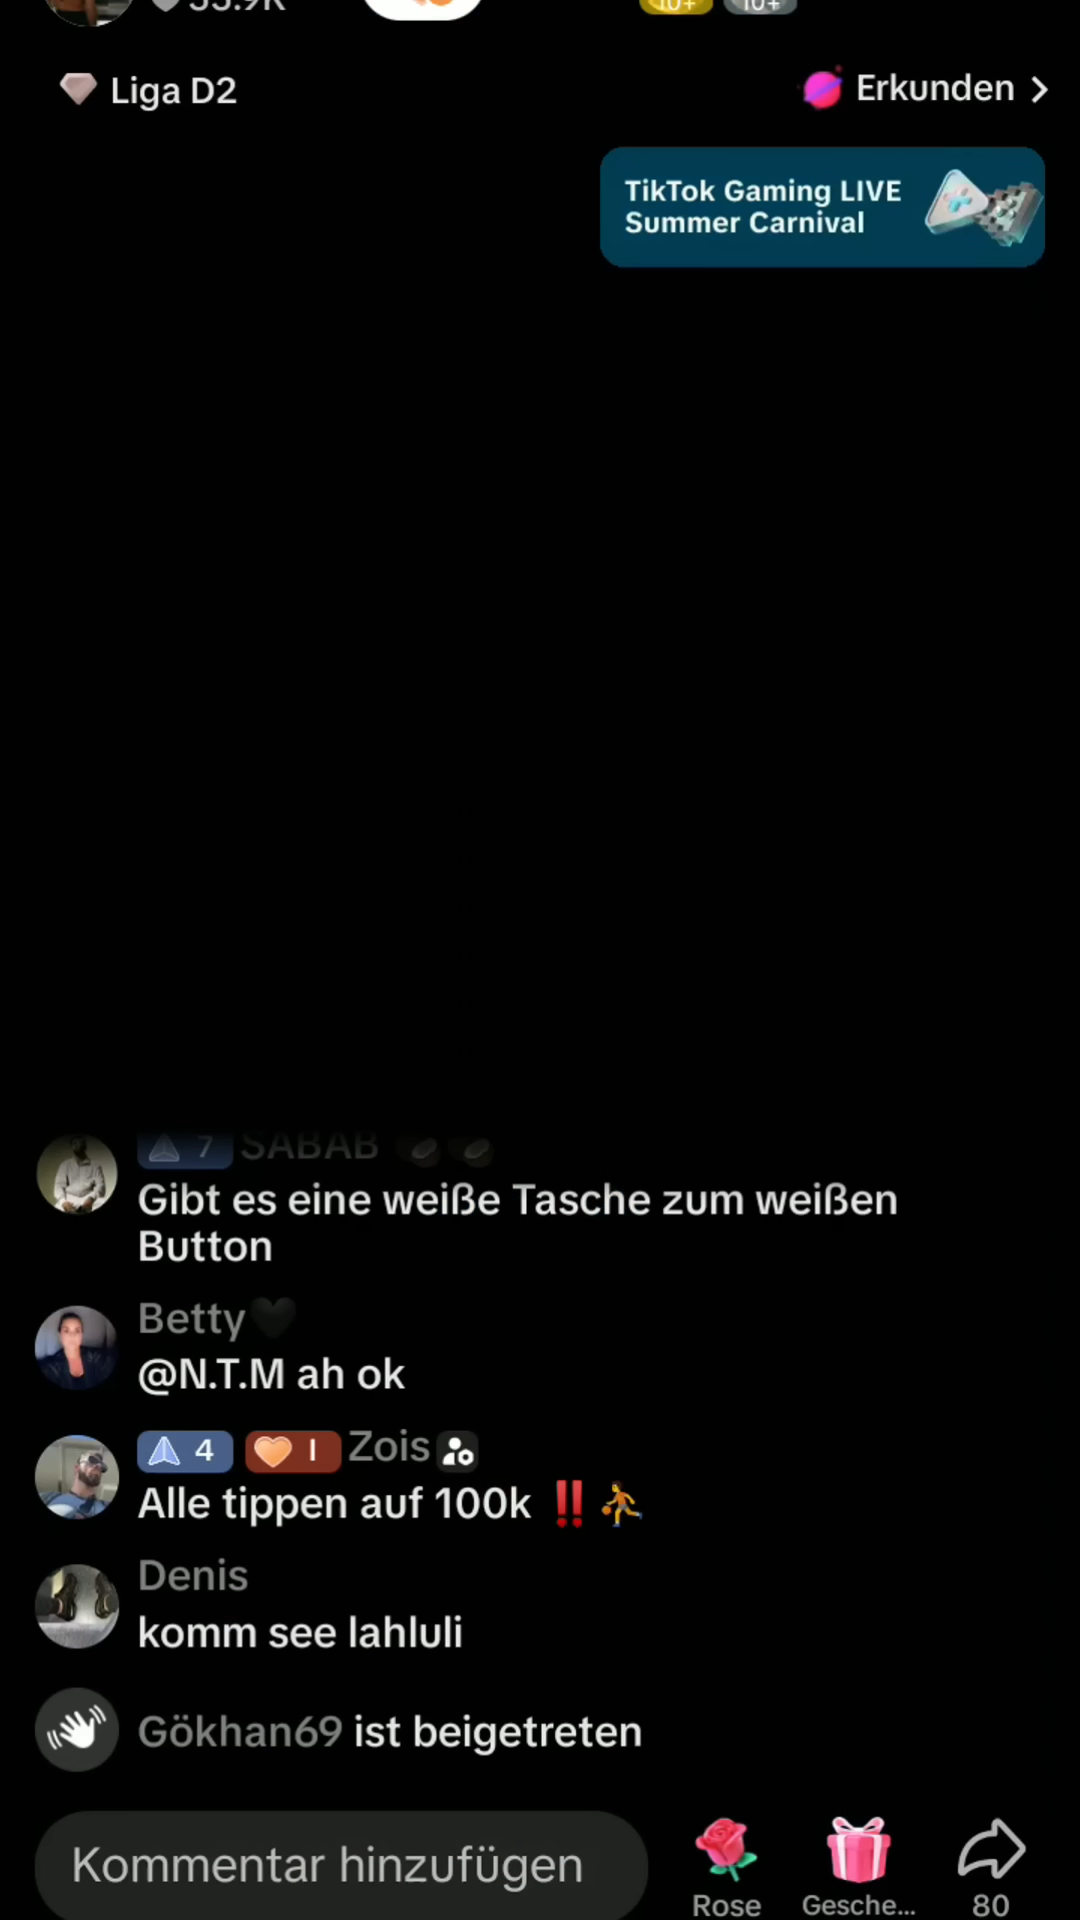 Liga D2
Erkunden
TikTok Gaming LIVE
Summer Carnival
7 SABAB
Gibt es eine weiße Tasche zum weißen
Button
Betty🖤
@N.T.M ah ok
4 I Zois
Alle tippen auf 100k ‼️⛹️
Denis
komm see lahluli
Gökhan69 ist beigetreten
Kommentar hinzufügen
Rose
Gesche...
80